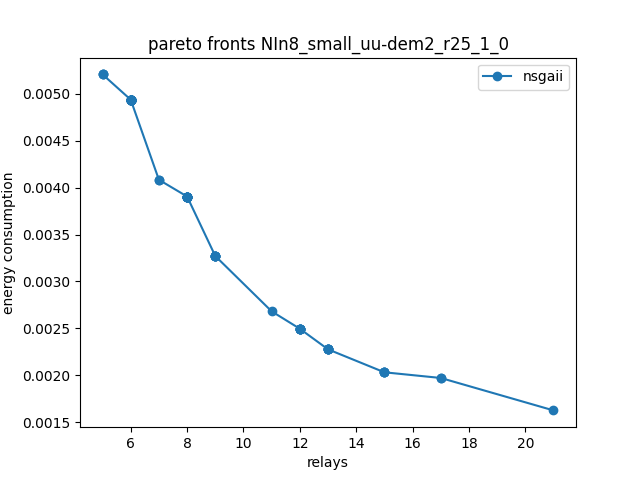 pareto fronts NIn8_small_uu-dem2_r25_1_0
nsgaii
energy consumption
0.0050
0.0045
0.0040
0.0035
0.0030
0.0025
0.0020
0.0015
6 8 10 12 14 16 18 20
relays